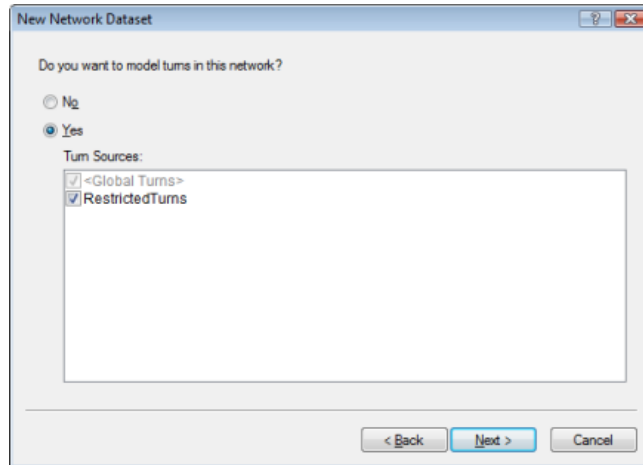 New Network Dataset
Do you want to model turns in this network?
No
Yes
Turn Sources:
<Global Turns>
RestrictedTurns
< Back
Next >
Cancel